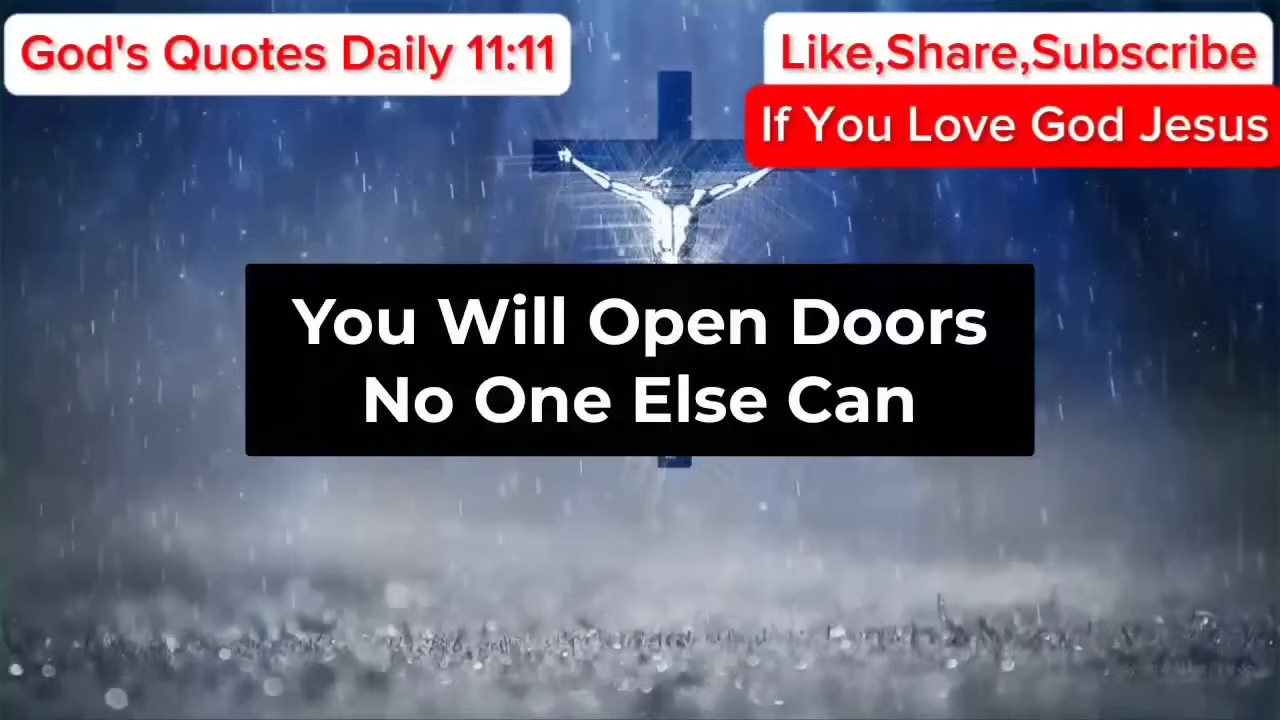 God's Quotes Daily 11:11
Like,Share,Subscribe
If You Love God Jesus
You Will Open Doors
No One Else Can